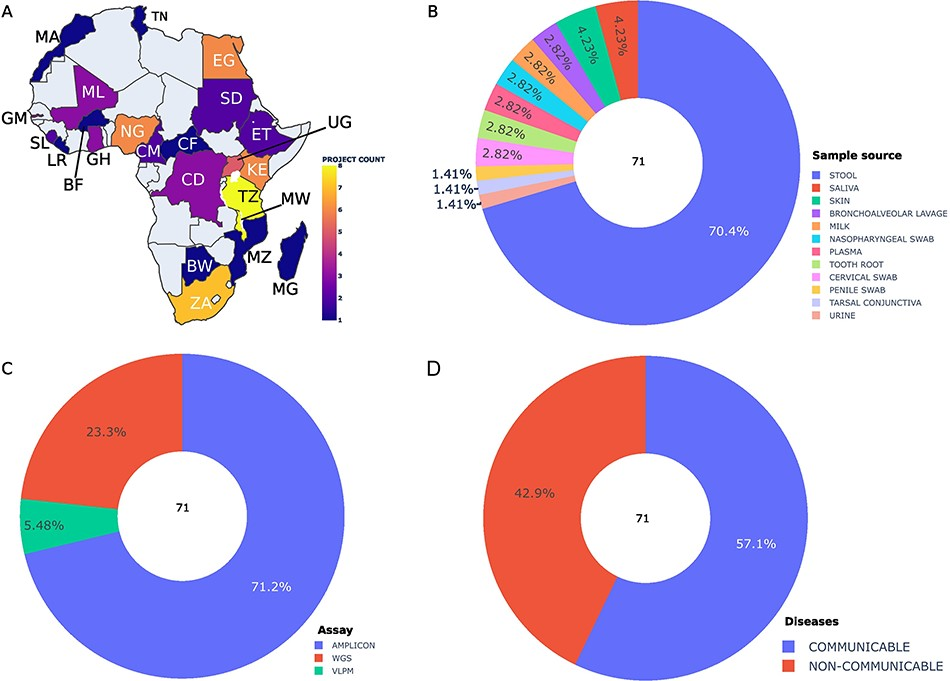 A
TN
MA
EG
ML
SD
GM
NG
ET
UG
SL
CM
CF
LR
GH
KE
BF
CD
TZ
MW
BW
MZ
MG
ZA
PROJECT COUNT
8
7
6
5
4
3
2
1
B
4.23%
4.23%
2.82%
2.82%
2.82%
2.82%
2.82%
2.82%
1.41%
1.41%
1.41%
71
70.4%
Sample source
STOOL
SALIVA
SKIN
BRONCHOALVEOLAR LAVAGE
MILK
NASOPHARYNGEAL SWAB
PLASMA
TOOTH ROOT
CERVICAL SWAB
PENILE SWAB
TARSAL CONJUNCTIVA
URINE
C
23.3%
5.48%
71
71.2%
Assay
AMPLICON
WGS
VLPM
D
42.9%
71
57.1%
Diseases
COMMUNICABLE
NON-COMMUNICABLE